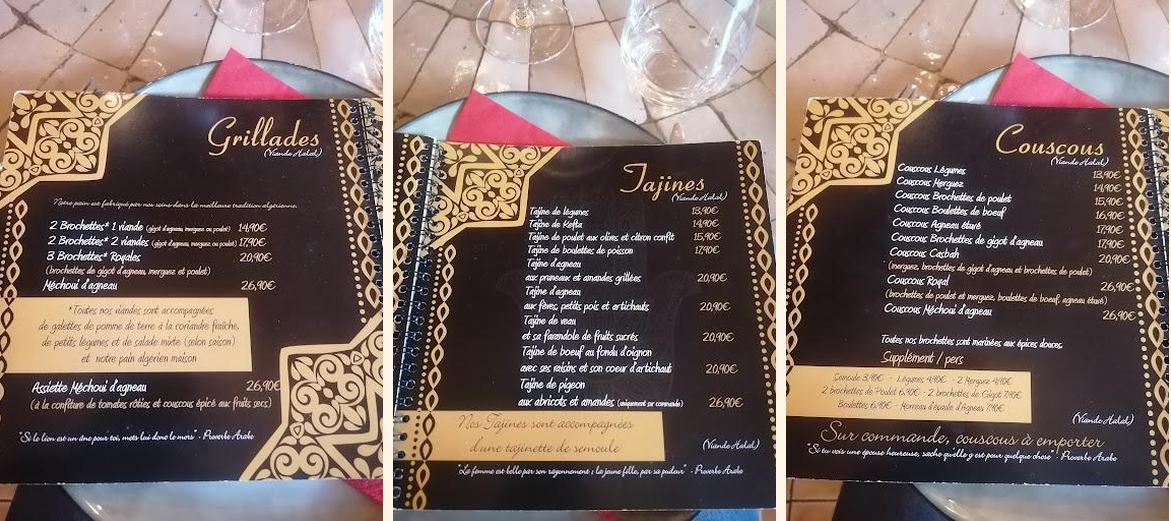 Grillades
(Viande Halal)
Notre pain est fabriqué par nos soins dans la meilleure tradition algérienne.
2 Brochettes* 1 viande (gigot d'agneau, merguez ou poulet) 14,90€
2 Brochettes* 2 viandes (gigot d'agneau, merguez ou poulet) 17,90€
3 Brochettes* Royales 20,90€
(brochettes de gigot d'agneau, merguez et poulet)
Méchoui d'agneau 26,90€
*Toutes nos viandes sont accompagnées
de galettes de pomme de terre à la coriandre fraîche,
de petits légumes et de salade mixte (selon saison)
et notre pain algérien maison
Assiette Méchoui d'agneau 26,90€
(à la confiture de tomates rôties et couscous épicé aux fruits secs)
"Si le lion est un âne pour toi, mets lui donc le mors" - Proverbe Arabe
Tajines
(Viande Halal)
Tajine de légumes 13,90€
Tajine de Kefta 14,90€
Tajine de poulet aux olives et citron confit 15,90€
Tajine de boulettes de poisson 17,90€
Tajine d'agneau
aux pruneaux et amandes grillées 20,90€
Tajine d'agneau
aux fèves, petits pois et artichauts 20,90€
Tajine de veau
et sa farandole de fruits sucrés 20,90€
Tajine de boeuf au fondu d'oignon
avec ses raisins et son coeur d'artichaut 20,90€
Tajine de pigeon
aux abricots et amandes (uniquement sur commande) 26,90€
Nos Tajines sont accompagnées
d'une tajinette de semoule
(Viande Halal)
"La femme est belle par son rayonnement ; la jeune fille, par sa pudeur" - Proverbe Arabe
Couscous
(Viande Halal)
Couscous Légumes 13,90€
Couscous Merguez 14,90€
Couscous Brochettes de poulet 15,90€
Couscous Boulettes de boeuf 16,90€
Couscous Agneau étuvé 17,90€
Couscous Brochettes de gigot d'agneau 17,90€
Couscous Casbah 20,90€
(merguez, brochettes de gigot d'agneau et brochettes de poulet)
Couscous Royal 26,90€
(brochettes de poulet et merguez, boulettes de boeuf, agneau étuvé)
Couscous Méchoui d'agneau 26,90€
Toutes nos brochettes sont marinées aux épices douces.
Supplément / pers
Semoule 3,90€ - Légumes 4,90€ - 2 Merguez 4,90€
2 brochettes de Poulet 6,90€ - 2 brochettes de Gigot 7,90€
Boulettes 6,90€ - Morceau d'épaule d'Agneau 7,90€
(Viande Halal)
Sur commande, couscous à emporter
"Si tu vois une épouse heureuse, sache qu'elle y est pour quelque chose" - Proverbe Arabe